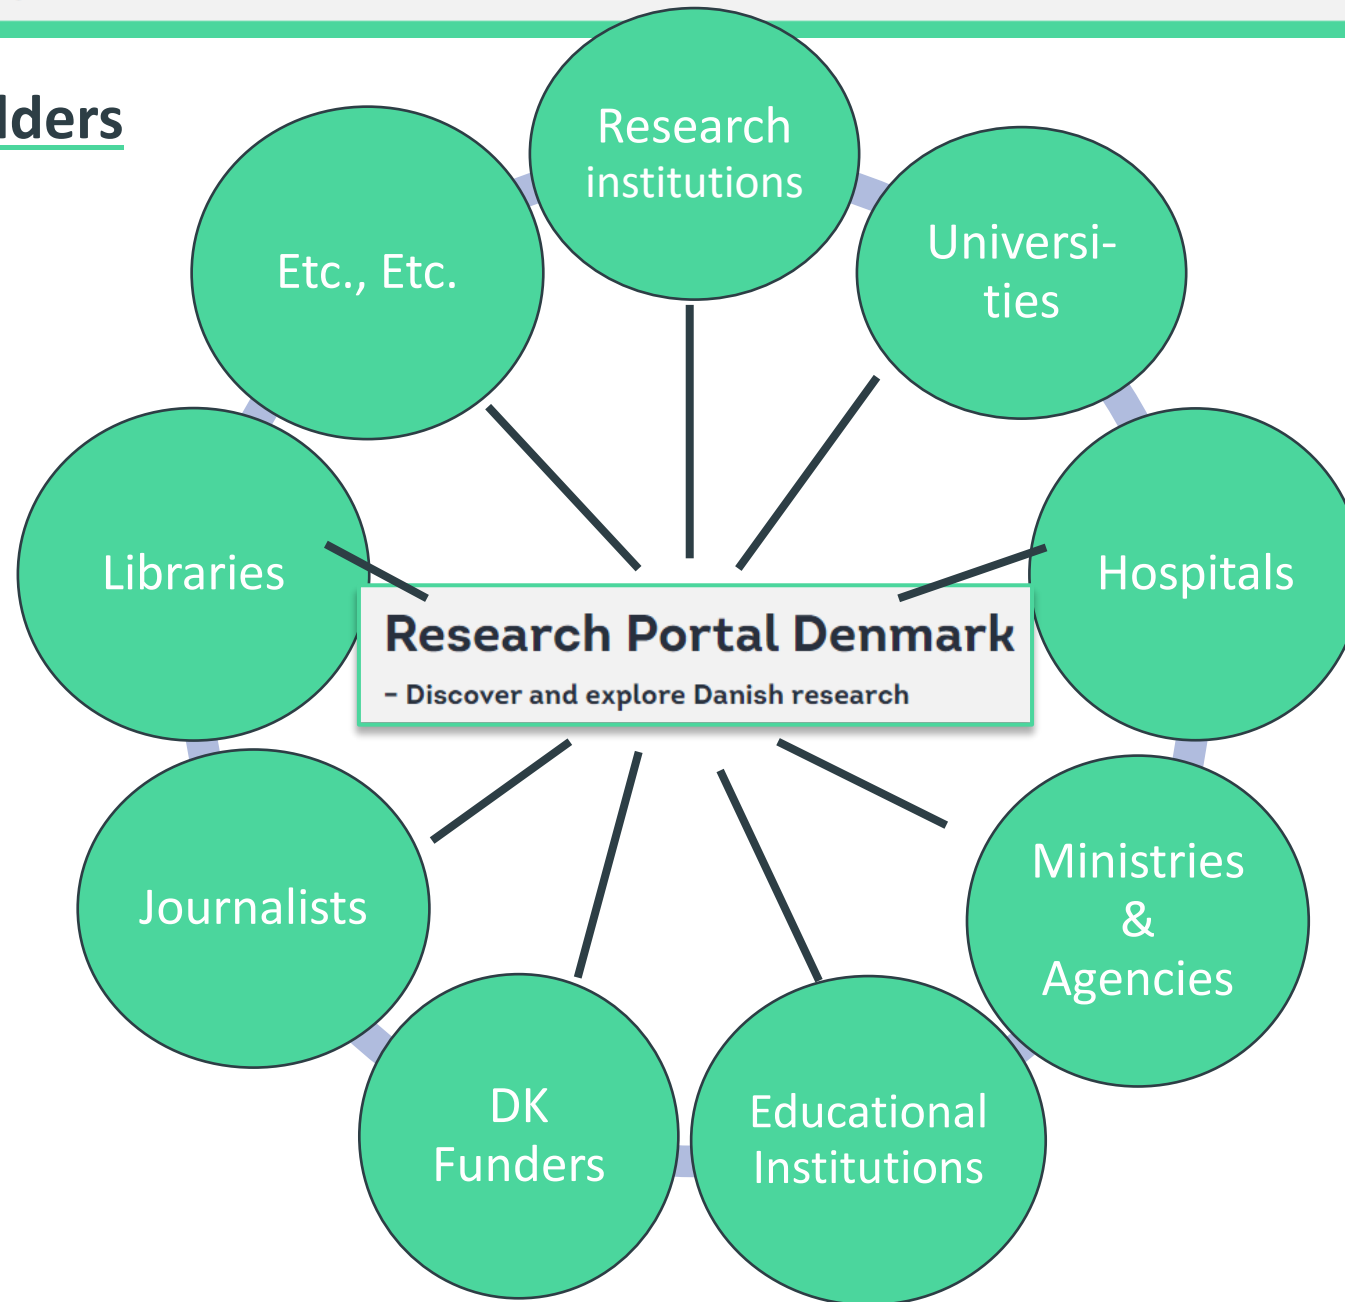 lders
Research
institutions
Universi-
ties
Hospitals
Ministries
&
Agencies
Educational
Institutions
DK
Funders
Journalists
Libraries
Etc., Etc.
Research Portal Denmark
– Discover and explore Danish research